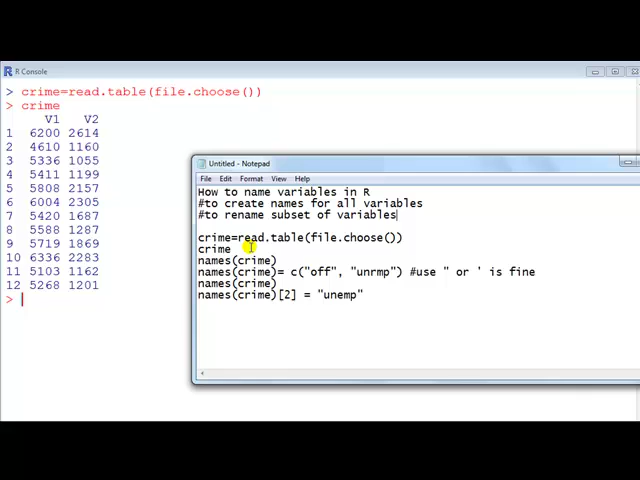 R Console
> crime=read.table(file.choose())
> crime
V1 V2
1 6200 2614
2 4610 1160
3 5336 1055
4 5411 1199
5 5808 2157
6 6004 2305
7 5420 1687
8 5588 1287
9 5719 1869
10 6336 2283
11 5103 1162
12 5268 1201
>
Untitled - Notepad
File Edit Format View Help
How to name variables in R
#to create names for all variables
#to rename subset of variables
crime=read.table(file.choose())
crime
names(crime)
names(crime)= c("off", "unrmp") #use " or ' is fine
names(crime)
names(crime)[2] = "unemp"